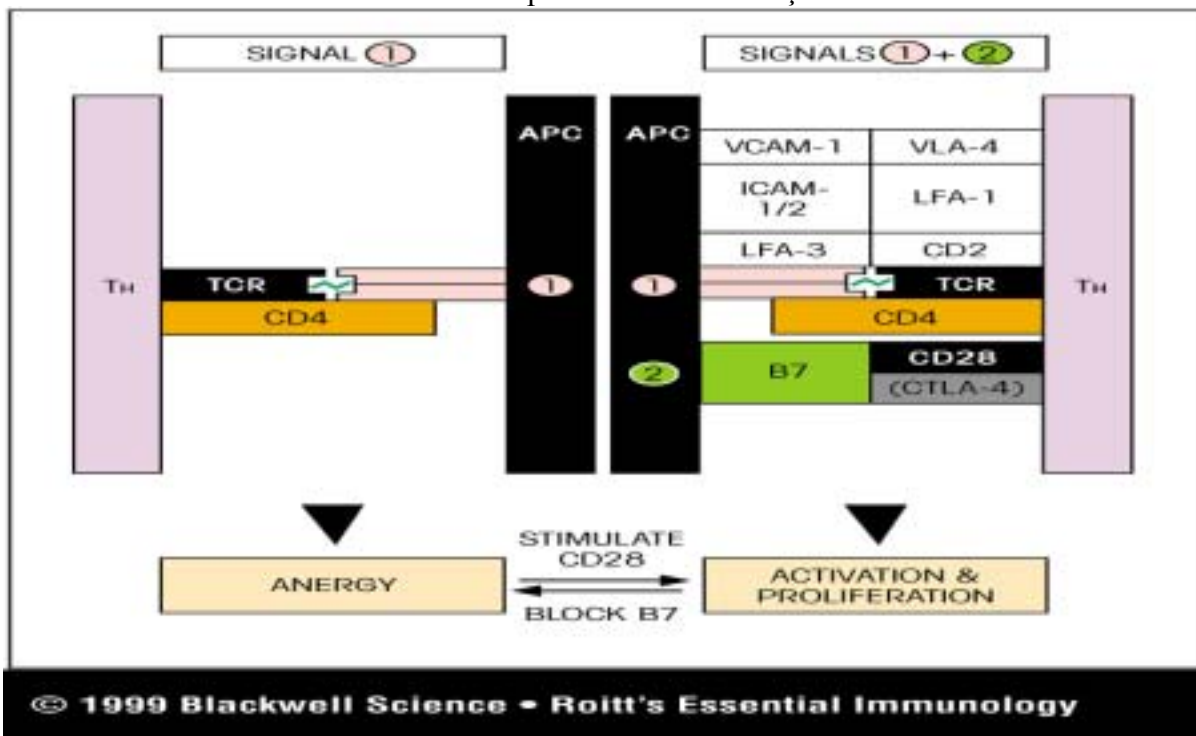 SIGNAL 1
SIGNALS 1 + 2
APC
APC
VCAM-1
VLA-4
ICAM-
1/2
LFA-1
LFA-3
CD2
TH
TCR
1
1
TCR
TH
CD4
CD4
2
B7
CD28
(CTLA-4)
STIMULATE
CD28
ANERGY
ACTIVATION &
PROLIFERATION
BLOCK B7
© 1999 Blackwell Science • Roitt's Essential Immunology